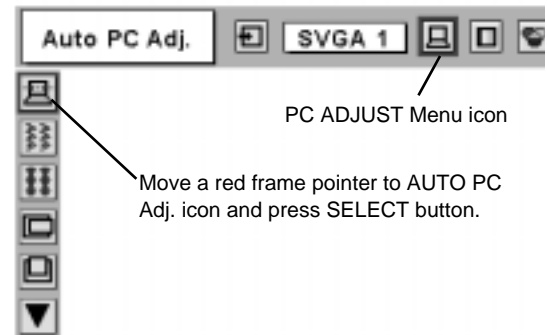 Auto PC Adj.
SVGA 1
PC ADJUST Menu icon
Move a red frame pointer to AUTO PC
Adj. icon and press SELECT button.